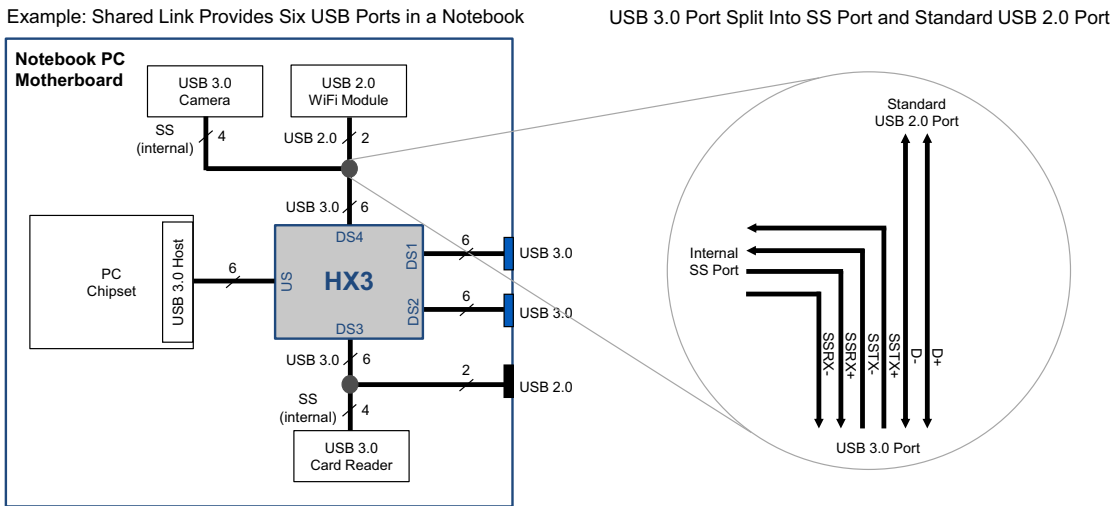 Example: Shared Link Provides Six USB Ports in a Notebook
USB 3.0 Port Split Into SS Port and Standard USB 2.0 Port
Notebook PC
Motherboard
USB 3.0
Camera
USB 2.0
WiFi Module
SS
(internal)
4
USB 2.0
2
USB 3.0
6
PC
Chipset
USB 3.0 Host
6
US
HX3
DS4
DS1
DS2
DS3
6
USB 3.0
6
USB 3.0
USB 3.0
6
2
USB 2.0
SS
(internal)
4
USB 3.0
Card Reader
Standard
USB 2.0 Port
Internal
SS Port
SSRX-
SSRX+
SSTX-
SSTX+
D-
D+
USB 3.0 Port